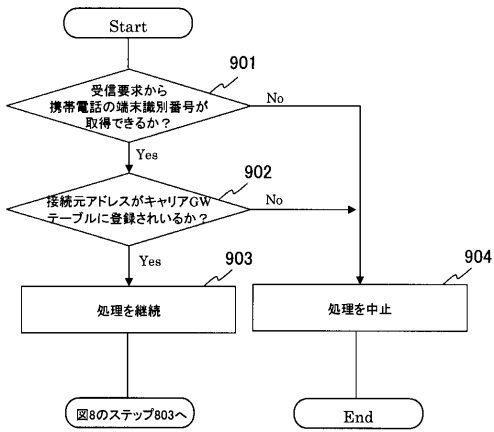 Start
901
受信要求から
携帯電話の端末識別番号が
取得できるか?
No
Yes
902
接続元アドレスがキャリアGW
テーブルに登録されいるか?
No
Yes
903
処理を継続
904
処理を中止
図8のステップ803へ
End